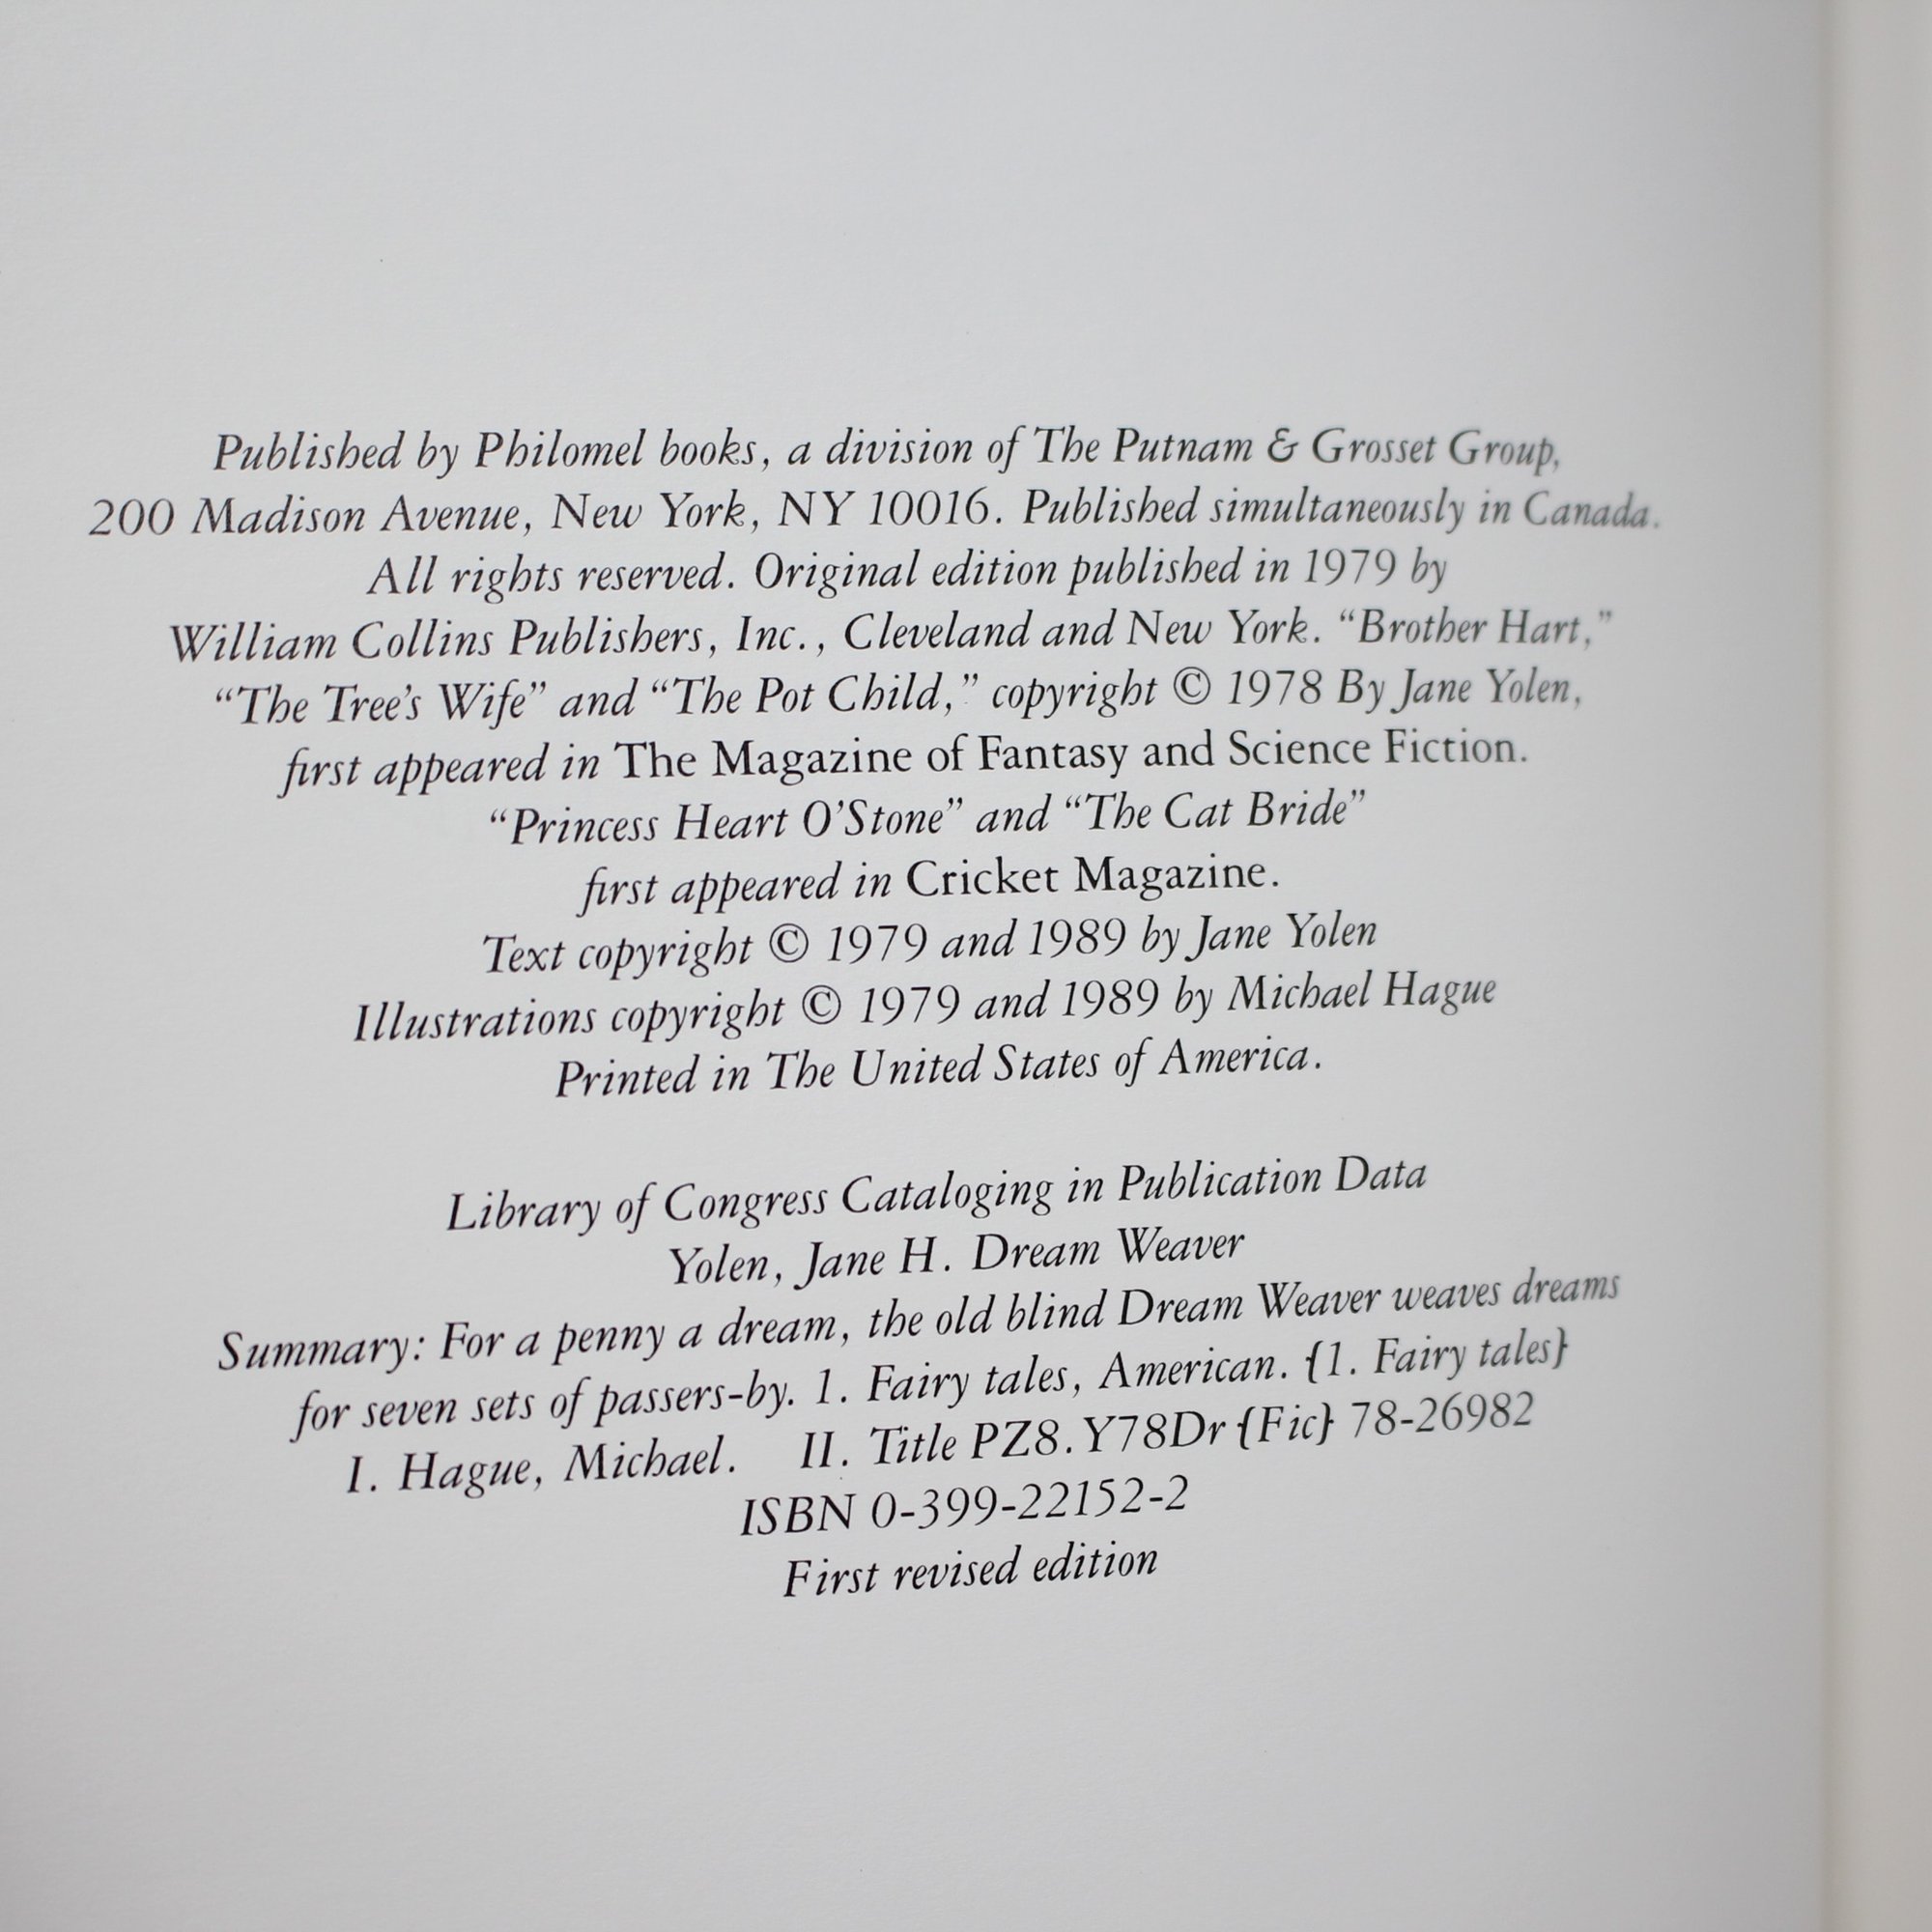 Published by Philomel books, a division of The Putnam & Grosset Group,
200 Madison Avenue, New York, NY 10016. Published simultaneously in Canada.
All rights reserved. Original edition published in 1979 by
William Collins Publishers, Inc., Cleveland and New York. “Brother Hart,”
“The Tree’s Wife” and “The Pot Child,” copyright © 1978 By Jane Yolen,
first appeared in The Magazine of Fantasy and Science Fiction.
“Princess Heart O’Stone” and “The Cat Bride”
first appeared in Cricket Magazine.
Text copyright © 1979 and 1989 by Jane Yolen
Illustrations copyright © 1979 and 1989 by Michael Hague
Printed in The United States of America.
Library of Congress Cataloging in Publication Data
Yolen, Jane H. Dream Weaver
Summary: For a penny a dream, the old blind Dream Weaver weaves dreams
for seven sets of passers-by. 1. Fairy tales, American. {1. Fairy tales}
I. Hague, Michael. II. Title PZ8.Y78Dr {Fic} 78-26982
ISBN 0-399-22152-2
First revised edition